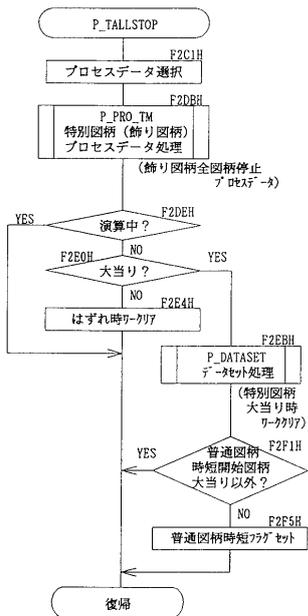 P_TALLSTOP
F2C1H
プロセスデータ選択
F2DBH
P_PRO_TM
特別図柄（飾り図柄）
プロセスデータ処理
(飾り図柄全図柄停止
ﾌﾟﾛｾｽﾃﾞｰﾀ)
F2DEH
YES
演算中？
NO
F2E0H
YES
大当り？
NO
F2E4H
はずれ時ﾜｰｸﾘｱ
F2EBH
P_DATASET
ﾃﾞｰﾀｾｯﾄ処理
(特別図柄
大当り時
ﾜｰｸｸﾘｱ)
F2F1H
YES
普通図柄
時短開始図柄
大当り以外？
NO
F2F5H
普通図柄時短ﾌﾗｸﾞｾｯﾄ
復帰